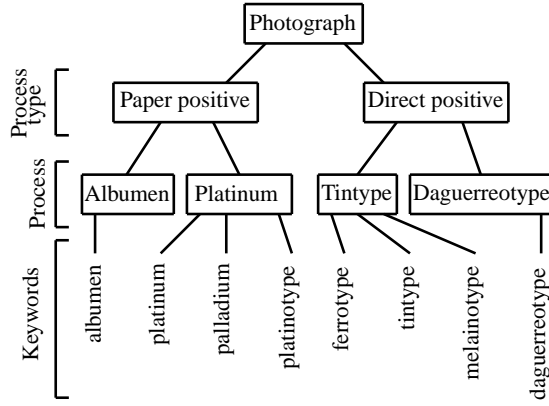 Photograph
Process
type
Paper positive
Direct positive
Process
Albumen
Platinum
Tintype
Daguerreotype
Keywords
albumen
platinum
palladium
platinotype
ferrotype
tintype
melainotype
daguerreotype